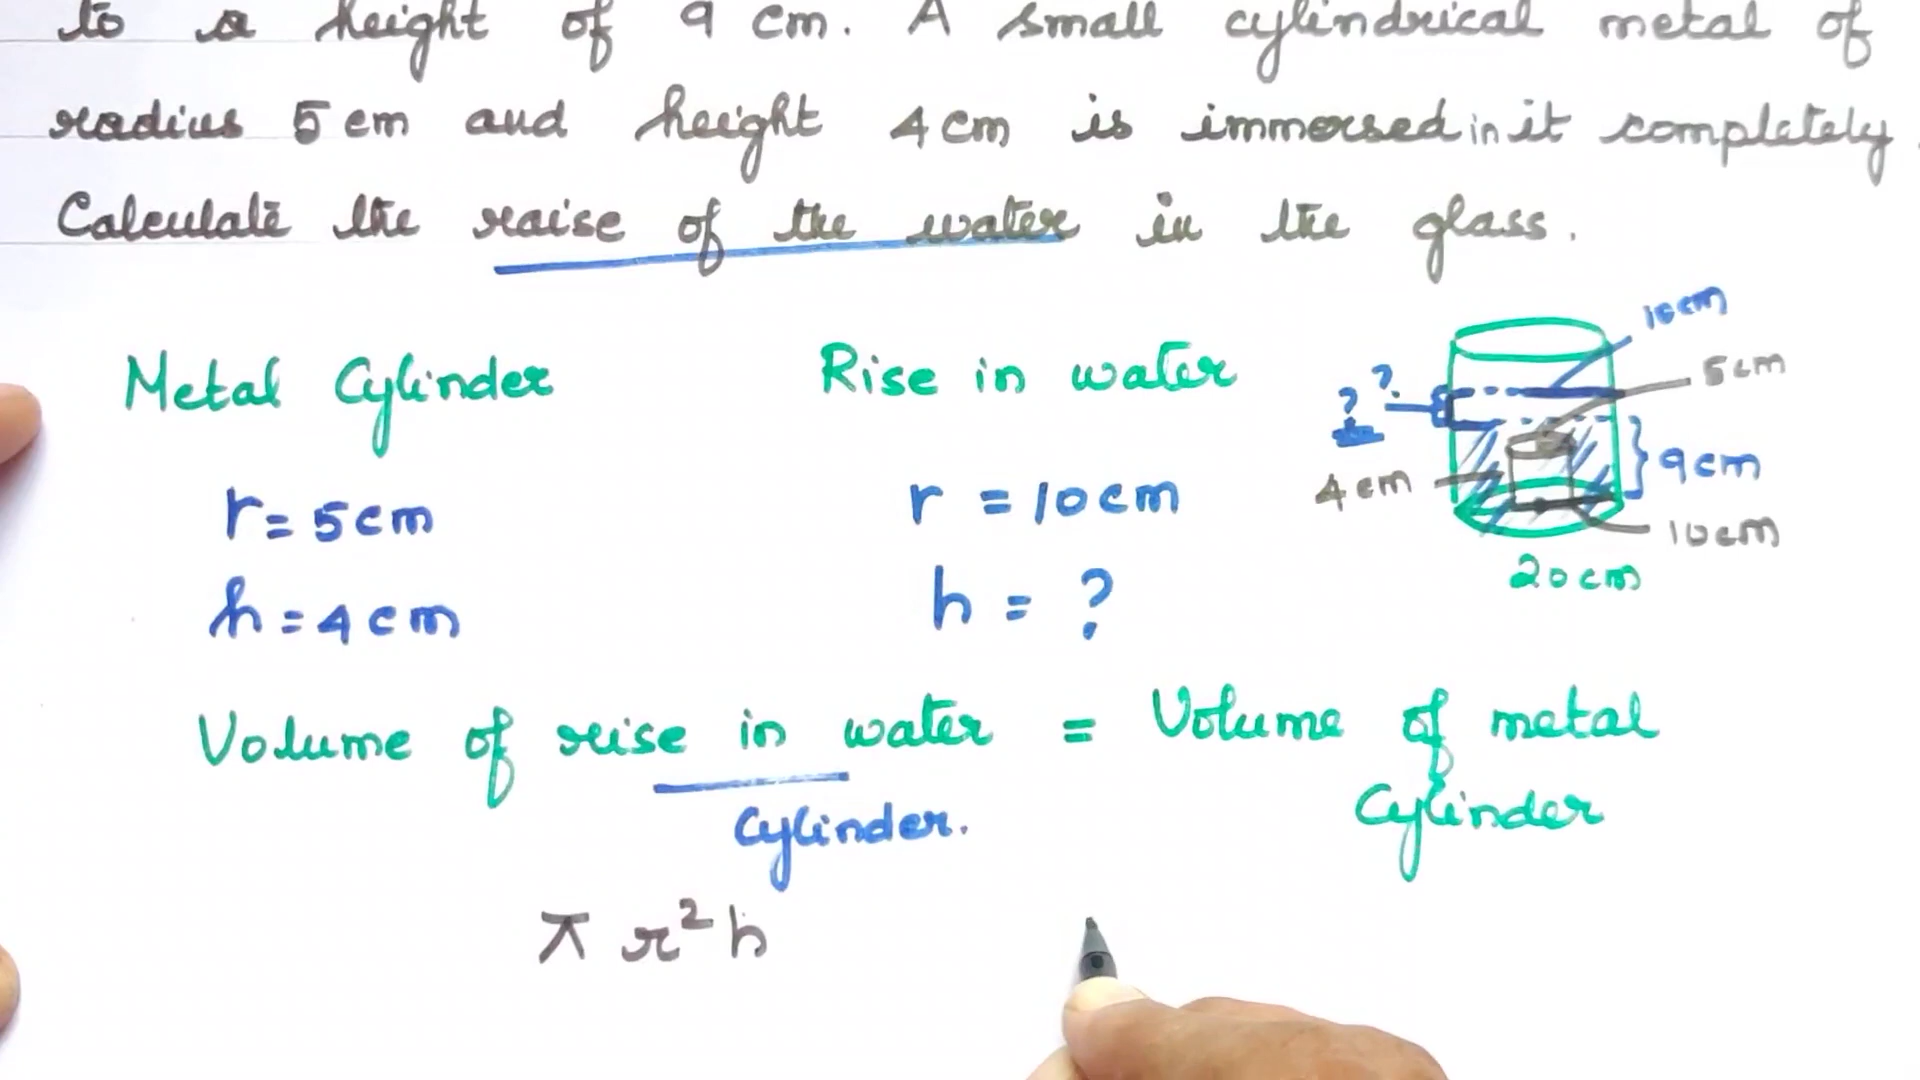 to a height of 9 cm. A small cylindrical metal of
radius 5 cm and height 4 cm is immersed in it completely.
Calculate the raise of the water in the glass.
10cm
Metal Cylinder Rise in water
? ?
5cm
r = 5cm r = 10cm
4cm 9cm
10cm
20cm
h = 4cm h = ?
Volume of rise in water = Volume of metal
Cylinder. Cylinder
π r²h